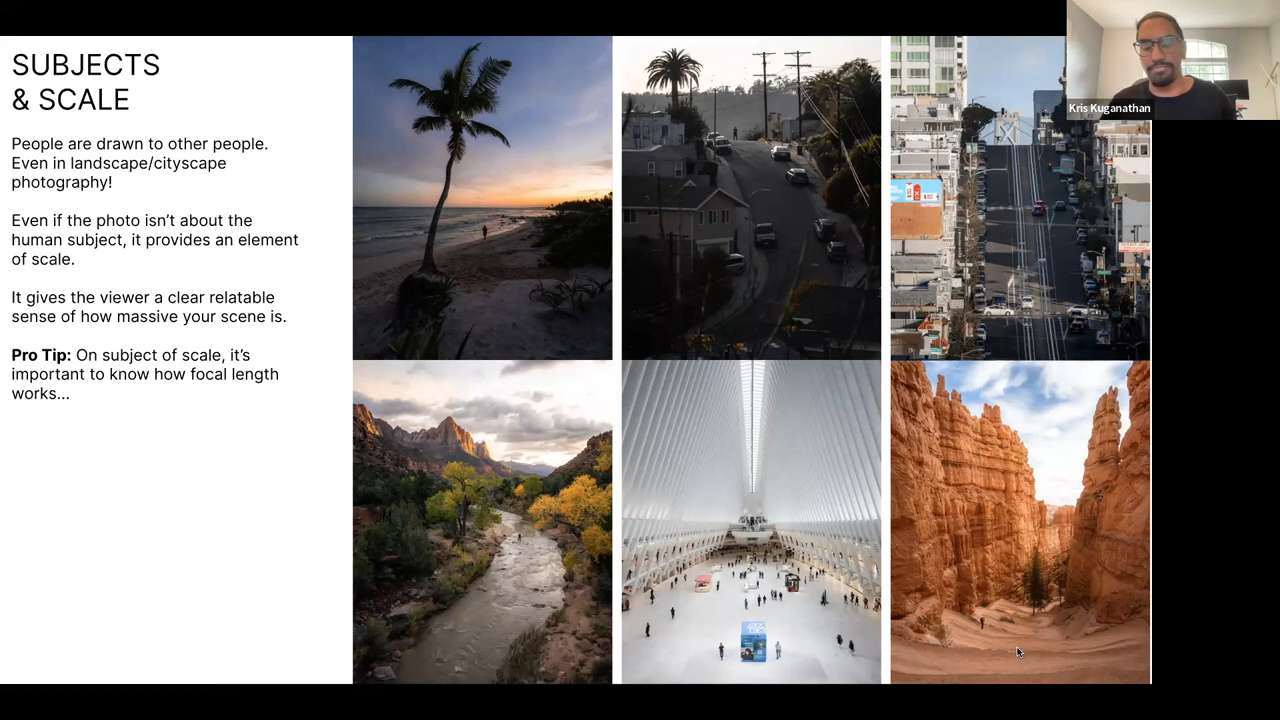 SUBJECTS
& SCALE
People are drawn to other people.
Even in landscape/cityscape
photography!
Even if the photo isn’t about the
human subject, it provides an element
of scale.
It gives the viewer a clear relatable
sense of how massive your scene is.
Pro Tip: On subject of scale, it’s
important to know how focal length
works...
Kris Kuganathan